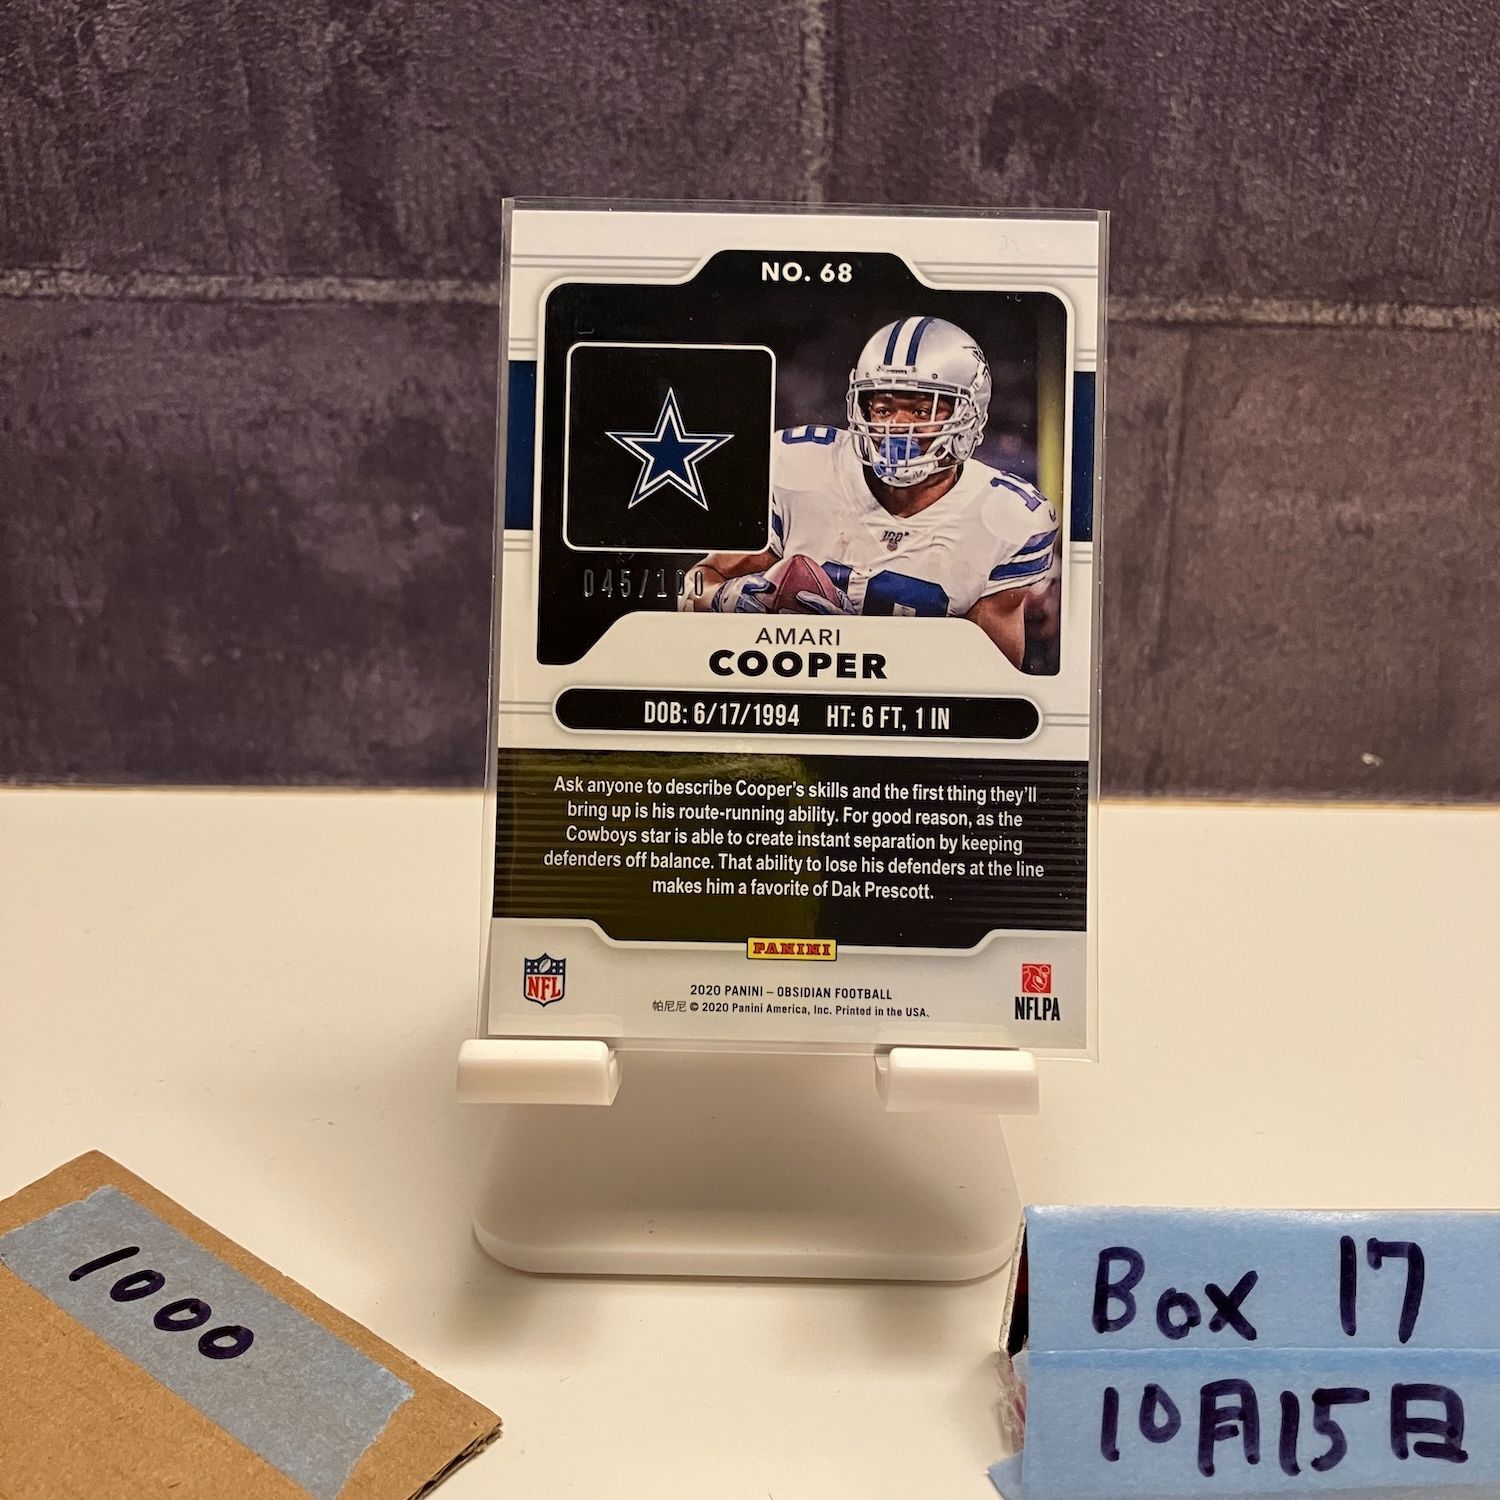 NO. 68
19
19
100
19
045/100
AMARI
COOPER
DOB: 6/17/1994 HT: 6 FT, 1 IN
Ask anyone to describe Cooper's skills and the first thing they'll
bring up is his route-running ability. For good reason, as the
Cowboys star is able to create instant separation by keeping
defenders off balance. That ability to lose his defenders at the line
makes him a favorite of Dak Prescott.
PANINI
NFL
NFLPA
2020 PANINI – OBSIDIAN FOOTBALL
帕尼尼 © 2020 Panini America, Inc. Printed in the USA.
1000
Box 17
10月15日